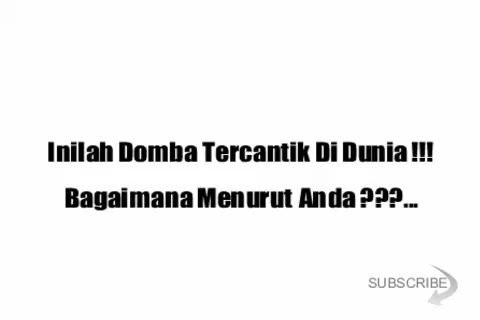 Inilah Domba Tercantik Di Dunia !!!
Bagaimana Menurut Anda ???...
SUBSCRIBE